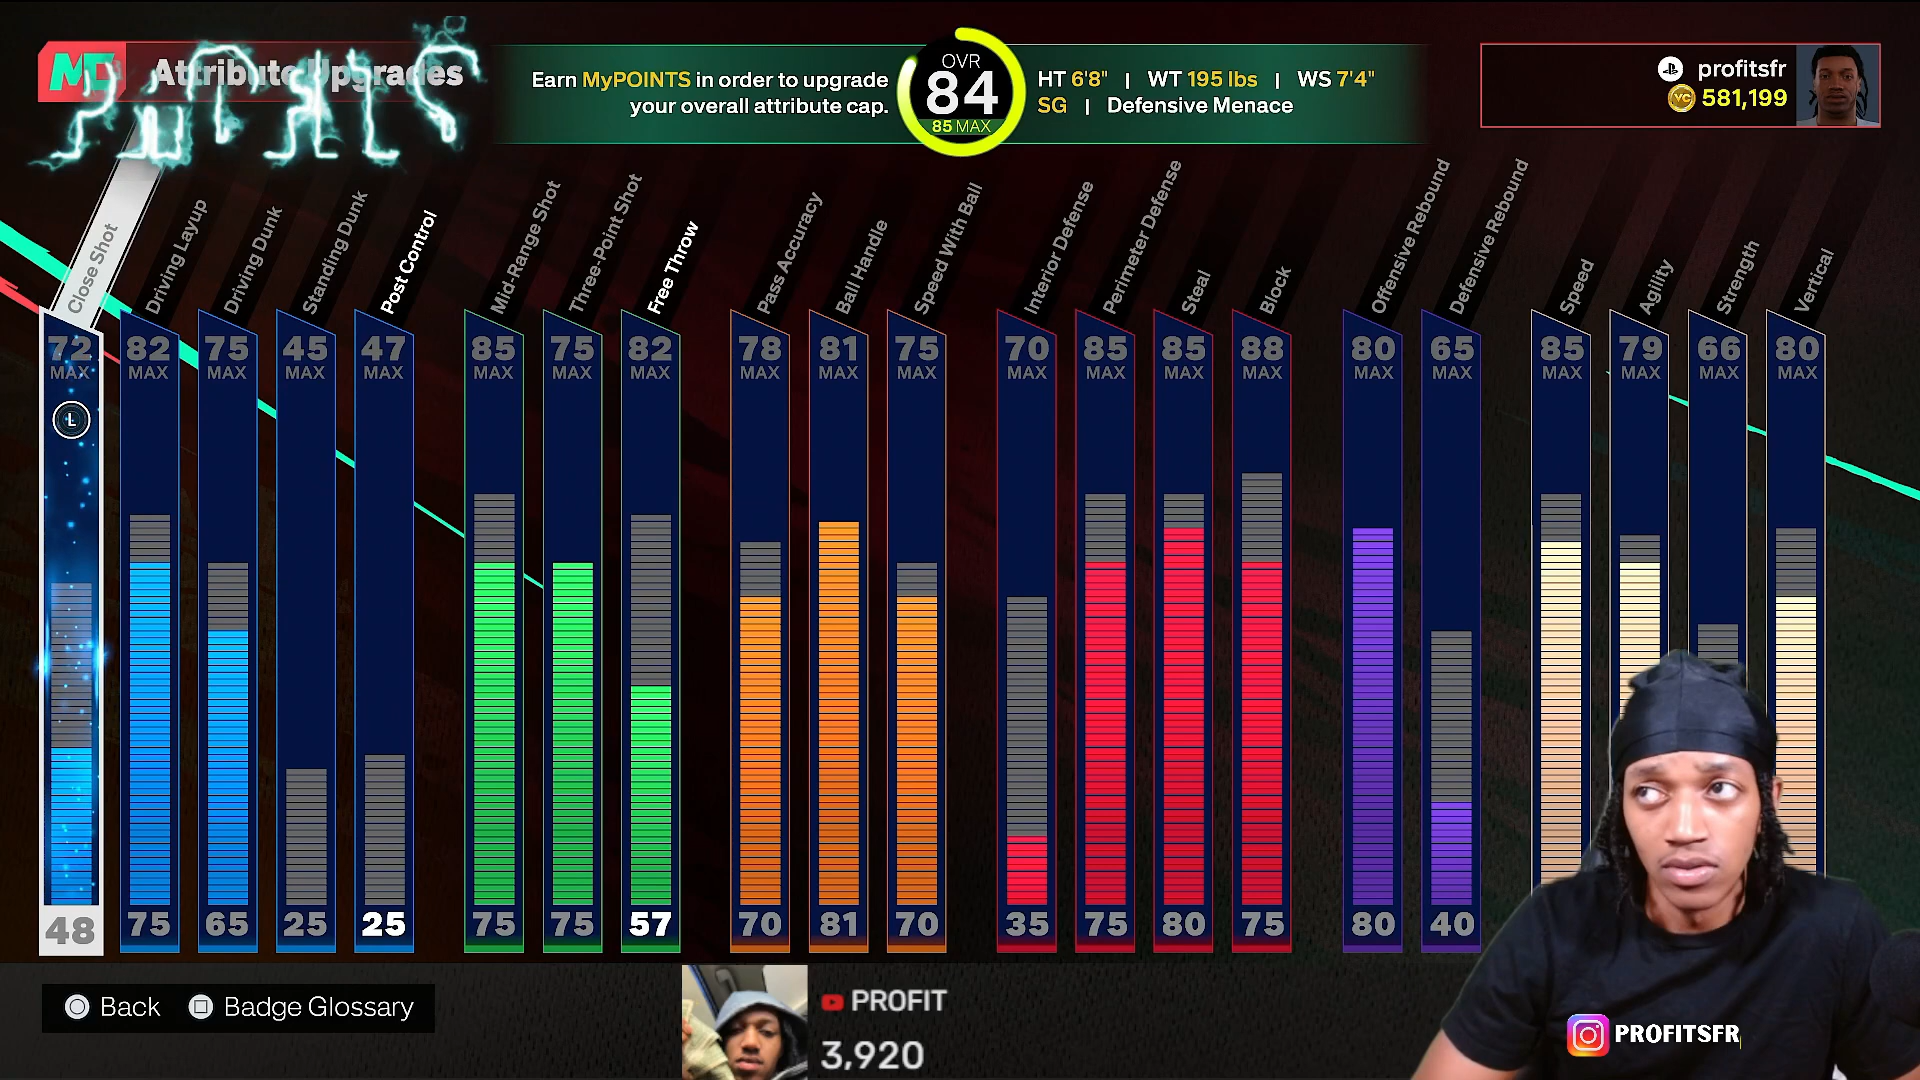 Attribute Upgrades
Earn MyPOINTS in order to upgrade
your overall attribute cap.
OVR
84
85 MAX
HT 6'8" | WT 195 lbs | WS 7'4"
SG | Defensive Menace
profitsfr
VC 581,199
Close Shot
Driving Layup
Driving Dunk
Standing Dunk
Post Control
Mid-Range Shot
Three-Point Shot
Free Throw
Pass Accuracy
Ball Handle
Speed With Ball
Interior Defense
Perimeter Defense
Steal
Block
Offensive Rebound
Defensive Rebound
Speed
Agility
Strength
Vertical
72 82 75 45 47 85 75 82 78 81 75 70 85 85 88 80 65 85 79 66 80
MAX MAX MAX MAX MAX MAX MAX MAX MAX MAX MAX MAX MAX MAX MAX MAX MAX MAX MAX MAX MAX
L
48 75 65 25 25 75 75 57 70 81 70 35 75 80 75 80 40
Back Badge Glossary
PROFIT
3,920
PROFITSFR